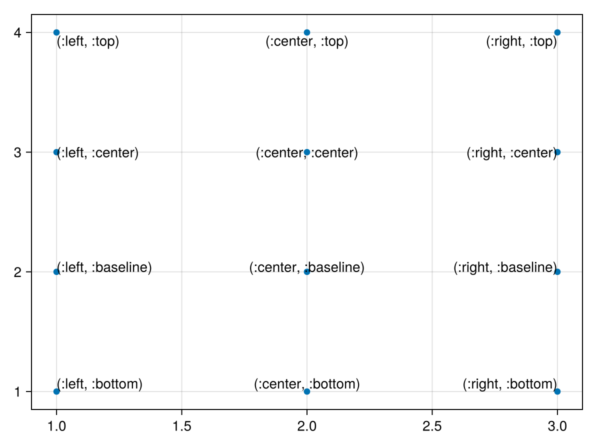 4
(:left, :top) (:center, :top) (:right, :top)
3 (:left, :center) (:center, :center) (:right, :center)
2 (:left, :baseline) (:center, :baseline) (:right, :baseline)
1 (:left, :bottom) (:center, :bottom) (:right, :bottom)
1.0 1.5 2.0 2.5 3.0